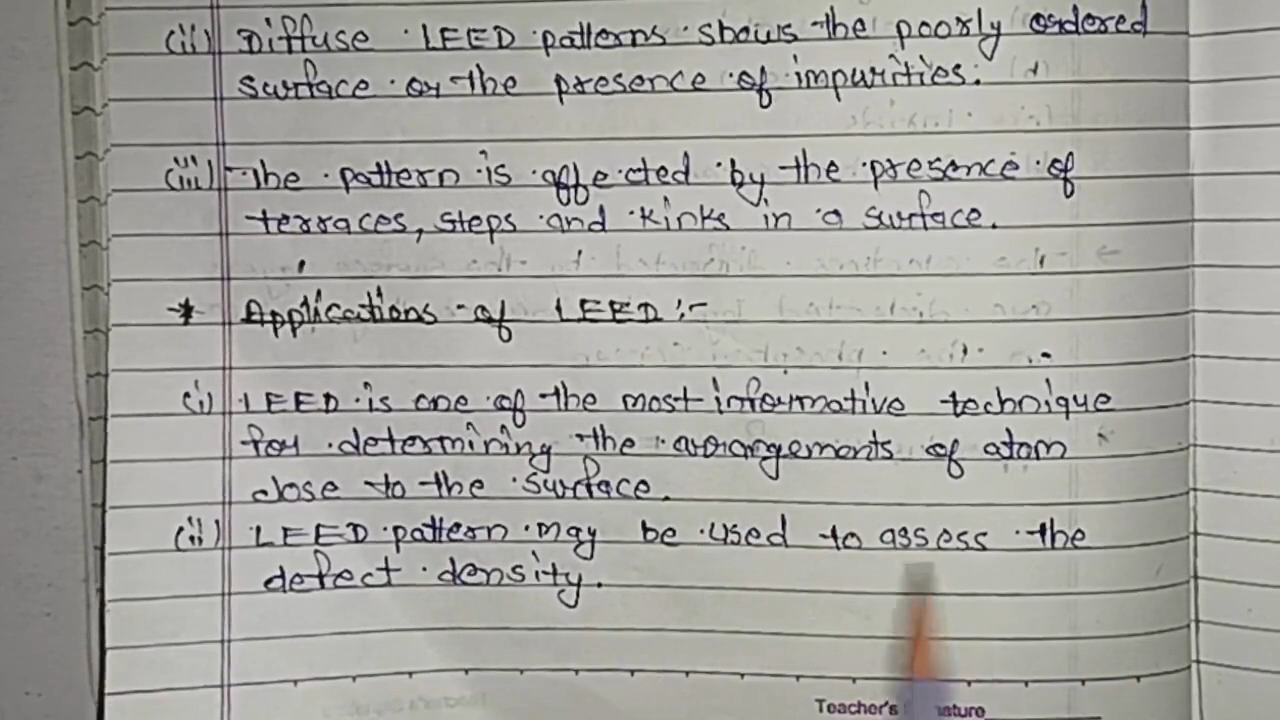 (ii) Diffuse LEED patterns shows the poorly ordered
surface or the presence of impurities.
(iii) The pattern is affected by the presence of
terraces, steps and kinks in a surface.
* Applications of LEED :-
(i) LEED is one of the most informative technique
for determining the arrangements of atom
close to the surface.
(ii) LEED pattern may be used to assess the
defect density.
Teacher's